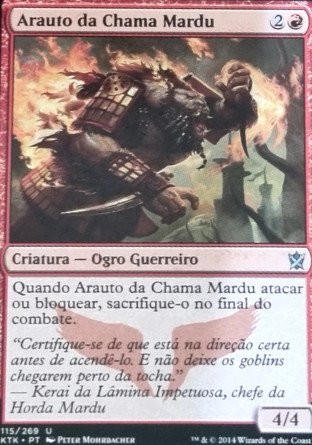 Arauto da Chama Mardu 2
Criatura — Ogro Guerreiro
Quando Arauto da Chama Mardu atacar
ou bloquear, sacrifique-o no final do
combate.
"Certifique-se de que está na direção certa
antes de acendê-lo. E não deixe os goblins
chegarem perto da tocha."
— Kerai da Lâmina Impetuosa, chefe da
Horda Mardu
4/4
115/269 U
KTK • PT Peter Mohrbacher
™ & © 2014 Wizards of the Coast